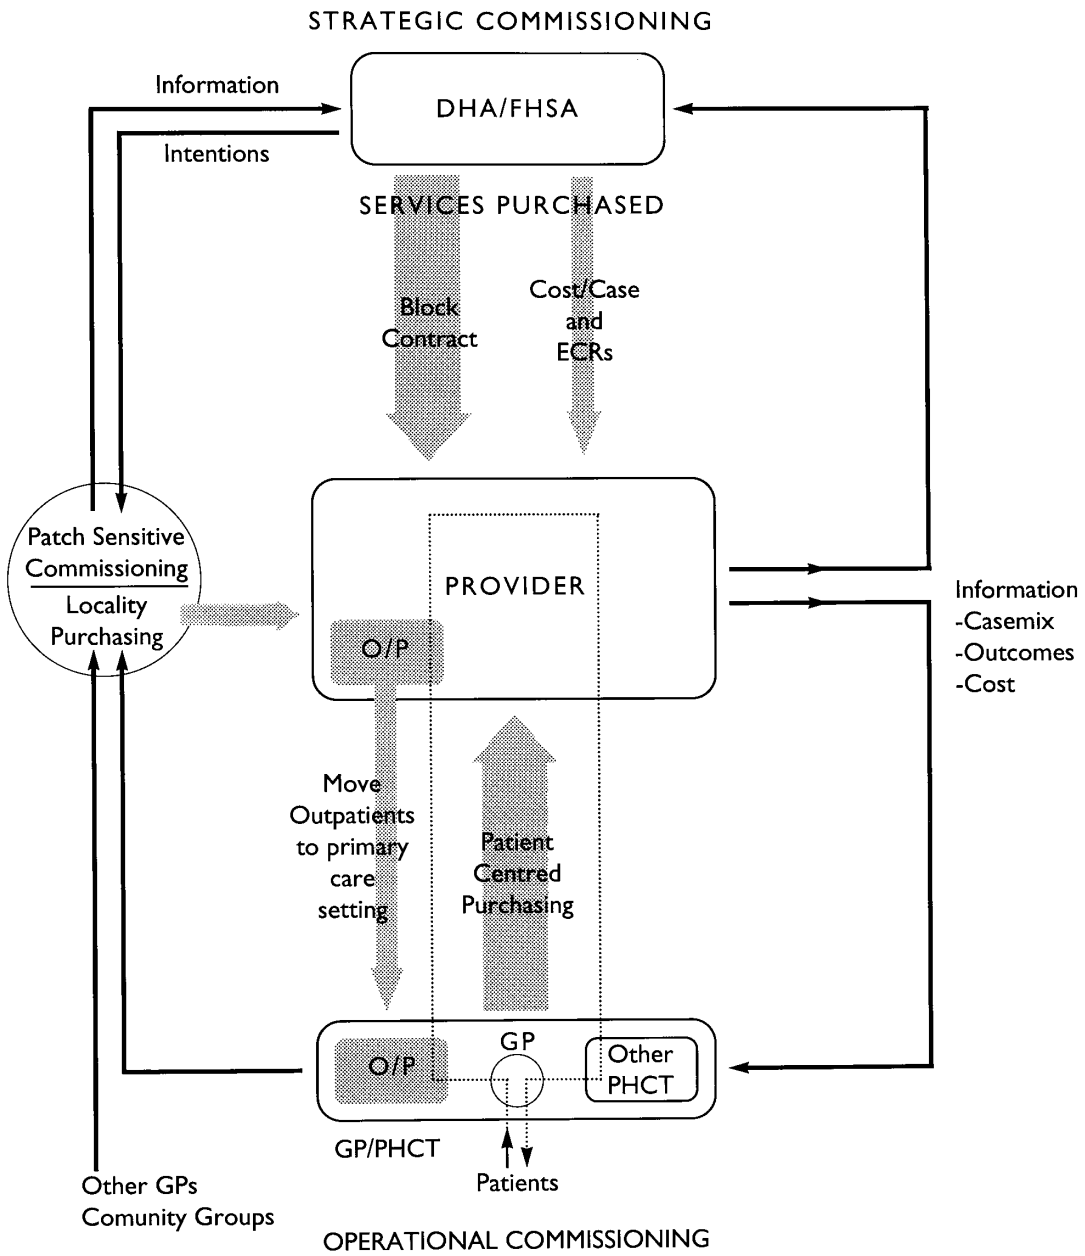 STRATEGIC COMMISSIONING
Information
DHA/FHSA
Intentions
SERVICES PURCHASED
Block
Contract
Cost/Case
and
ECRs
Patch Sensitive
Commissioning
Locality
Purchasing
PROVIDER
O/P
Information
-Casemix
-Outcomes
-Cost
Move
Outpatients
to primary
care
setting
Patient
Centred
Purchasing
GP
O/P
Other
PHCT
GP/PHCT
Patients
Other GPs
Comunity Groups
OPERATIONAL COMMISSIONING